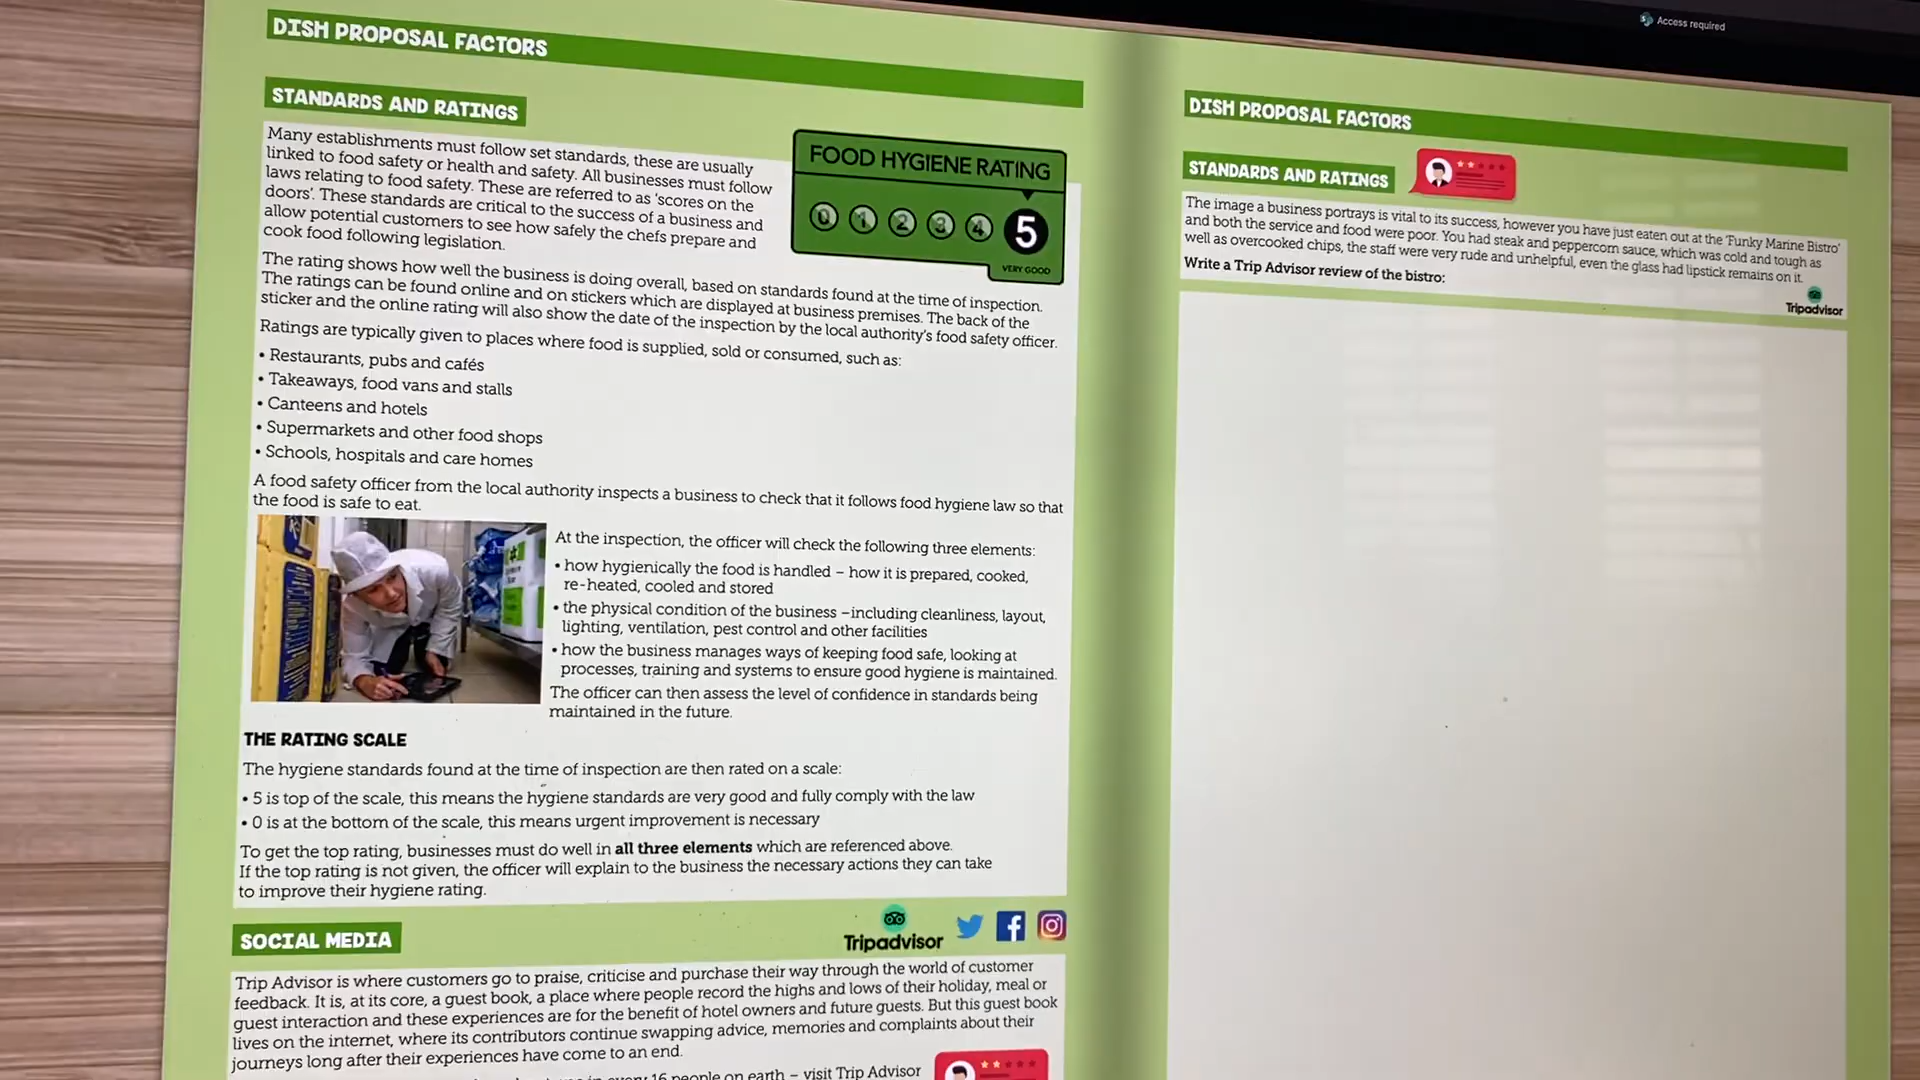 Access required
DISH PROPOSAL FACTORS
STANDARDS AND RATINGS
Many establishments must follow set standards, these are usually
linked to food safety or health and safety. All businesses must follow
laws relating to food safety. These are referred to as 'scores on the
doors'. These standards are critical to the success of a business and
allow potential customers to see how safely the chefs prepare and
cook food following legislation.
FOOD HYGIENE RATING
0 1 2 3 4 5
VERY GOOD
The rating shows how well the business is doing overall, based on standards found at the time of inspection.
The ratings can be found online and on stickers which are displayed at business premises. The back of the
sticker and the online rating will also show the date of the inspection by the local authority's food safety officer.
Ratings are typically given to places where food is supplied, sold or consumed, such as:
• Restaurants, pubs and cafés
• Takeaways, food vans and stalls
• Canteens and hotels
• Supermarkets and other food shops
• Schools, hospitals and care homes
A food safety officer from the local authority inspects a business to check that it follows food hygiene law so that
the food is safe to eat.
At the inspection, the officer will check the following three elements:
• how hygienically the food is handled – how it is prepared, cooked,
re-heated, cooled and stored
• the physical condition of the business –including cleanliness, layout,
lighting, ventilation, pest control and other facilities
• how the business manages ways of keeping food safe, looking at
processes, training and systems to ensure good hygiene is maintained.
The officer can then assess the level of confidence in standards being
maintained in the future.
THE RATING SCALE
The hygiene standards found at the time of inspection are then rated on a scale:
• 5 is top of the scale, this means the hygiene standards are very good and fully comply with the law
• 0 is at the bottom of the scale, this means urgent improvement is necessary
To get the top rating, businesses must do well in all three elements which are referenced above.
If the top rating is not given, the officer will explain to the business the necessary actions they can take
to improve their hygiene rating.
SOCIAL MEDIA
Tripadvisor
Trip Advisor is where customers go to praise, criticise and purchase their way through the world of customer
feedback. It is, at its core, a guest book, a place where people record the highs and lows of their holiday, meal or
guest interaction and these experiences are for the benefit of hotel owners and future guests. But this guest book
lives on the internet, where its contributors continue swapping advice, memories and complaints about their
journeys long after their experiences have come to an end.
in every 16 people on earth – visit Trip Advisor
DISH PROPOSAL FACTORS
STANDARDS AND RATINGS
The image a business portrays is vital to its success, however you have just eaten out at the 'Funky Marine Bistro'
and both the service and food were poor. You had steak and peppercorn sauce, which was cold and tough as
well as overcooked chips, the staff were very rude and unhelpful, even the glass had lipstick remains on it.
Write a Trip Advisor review of the bistro:
Tripadvisor